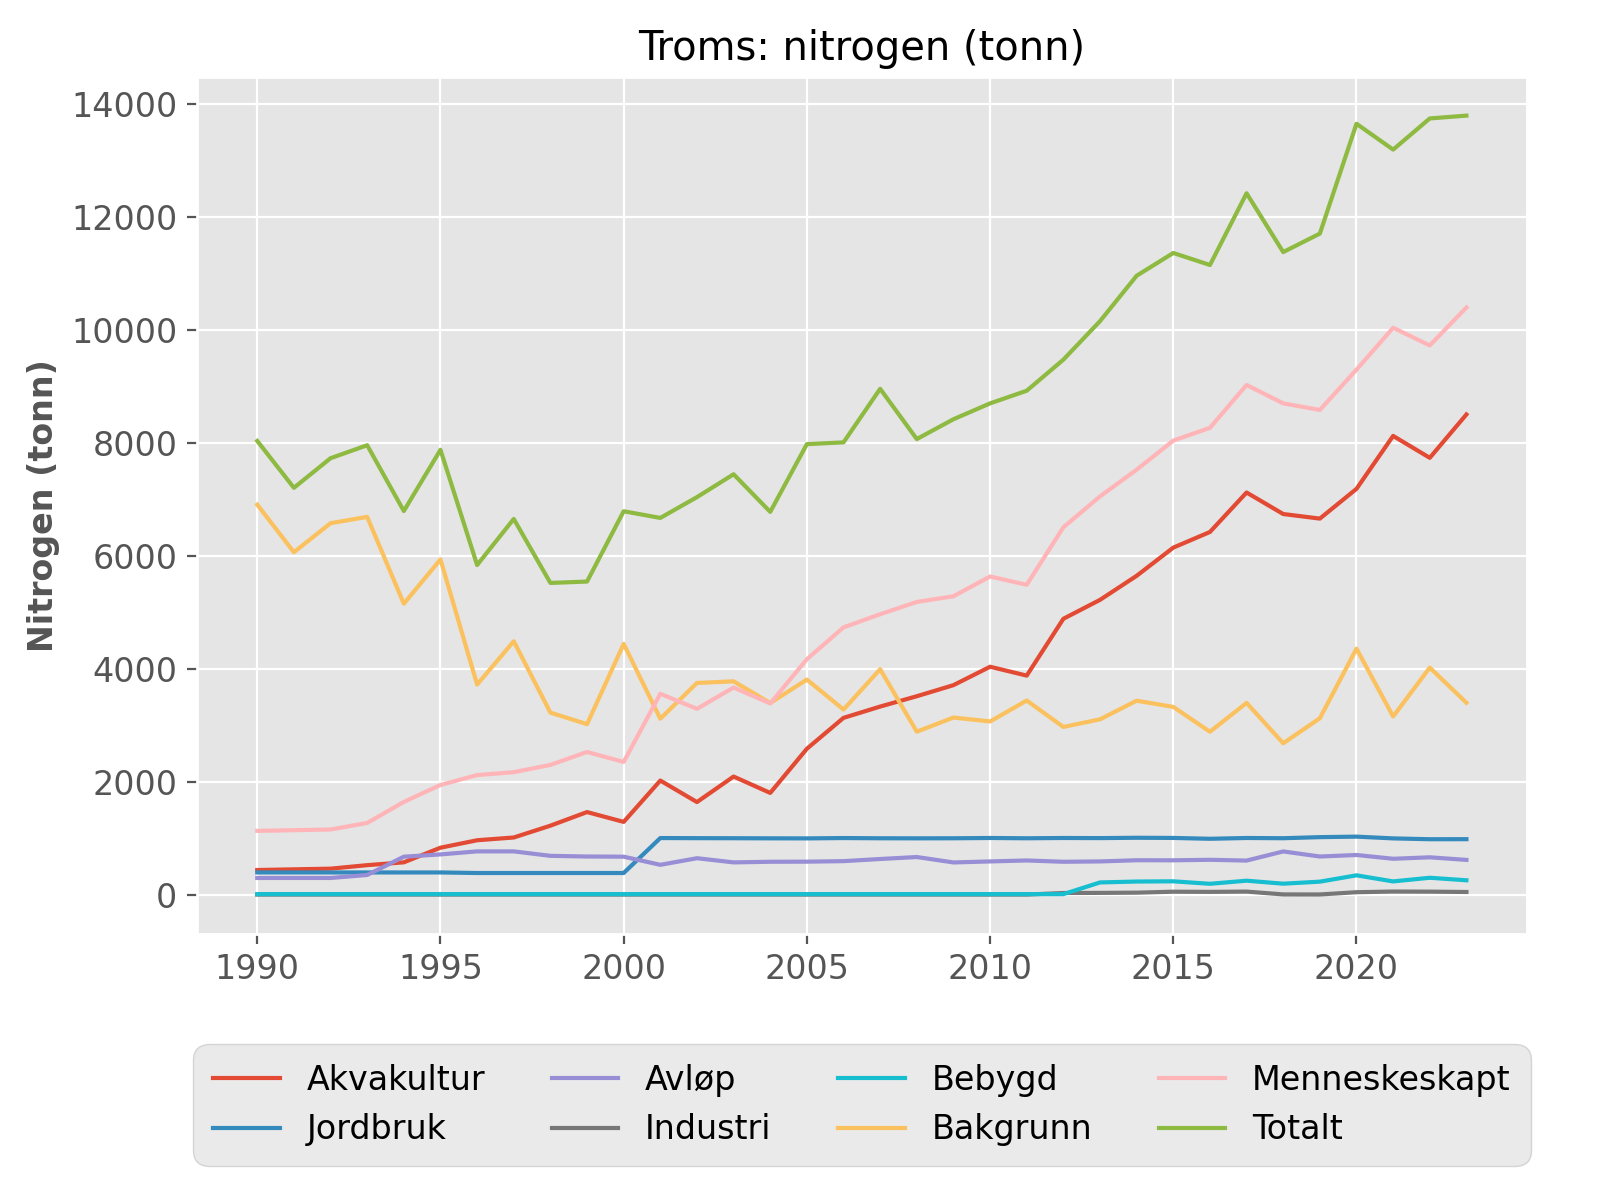 Troms: nitrogen (tonn)
Nitrogen (tonn)
14000
12000
10000
8000
6000
4000
2000
0
1990 1995 2000 2005 2010 2015 2020
Akvakultur Avløp Bebygd Menneskeskapt
Jordbruk Industri Bakgrunn Totalt